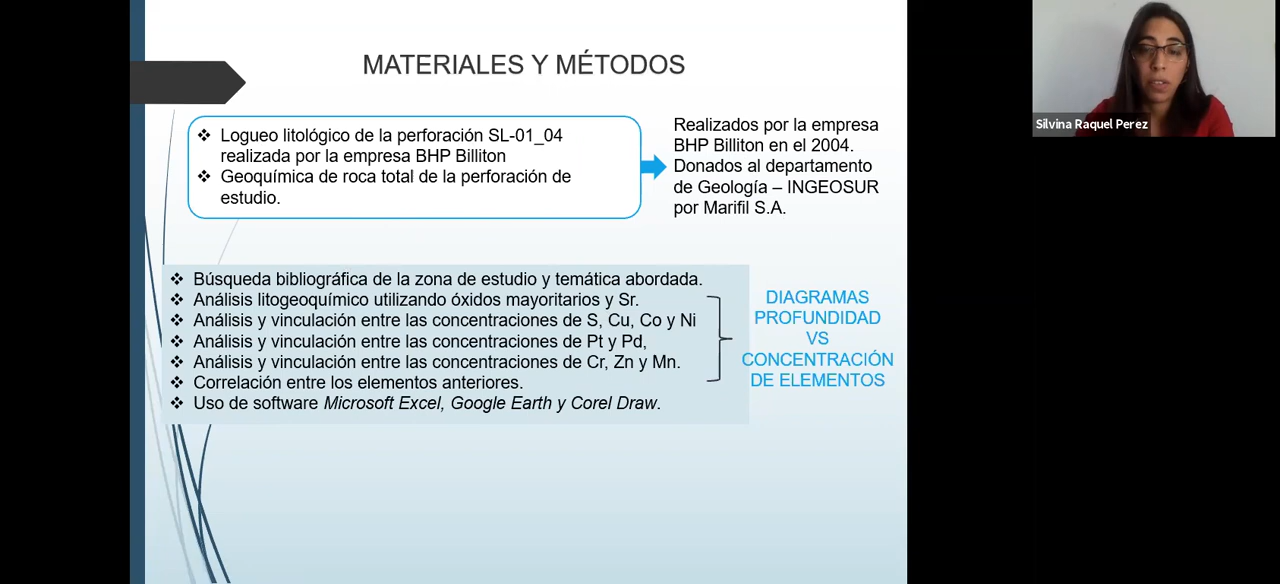 MATERIALES Y MÉTODOS
❖ Logueo litológico de la perforación SL-01_04
realizada por la empresa BHP Billiton
❖ Geoquímica de roca total de la perforación de
estudio.
Realizados por la empresa
BHP Billiton en el 2004.
Donados al departamento
de Geología – INGEOSUR
por Marifil S.A.
❖ Búsqueda bibliográfica de la zona de estudio y temática abordada.
❖ Análisis litogeoquímico utilizando óxidos mayoritarios y Sr.
❖ Análisis y vinculación entre las concentraciones de S, Cu, Co y Ni
❖ Análisis y vinculación entre las concentraciones de Pt y Pd,
❖ Análisis y vinculación entre las concentraciones de Cr, Zn y Mn.
❖ Correlación entre los elementos anteriores.
❖ Uso de software Microsoft Excel, Google Earth y Corel Draw.
DIAGRAMAS
PROFUNDIDAD
VS
CONCENTRACIÓN
DE ELEMENTOS
Silvina Raquel Perez